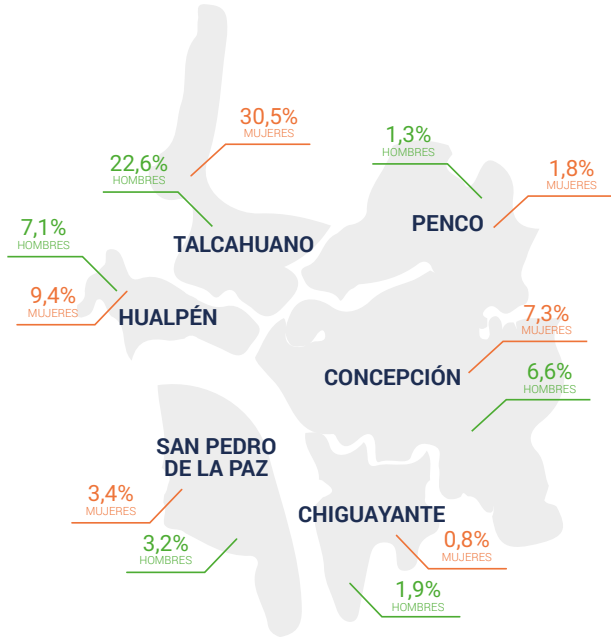 30,5%
MUJERES
22,6%
HOMBRES
TALCAHUANO
1,3%
HOMBRES
1,8%
MUJERES
PENCO
7,1%
HOMBRES
9,4%
MUJERES
HUALPÉN
7,3%
MUJERES
CONCEPCIÓN
6,6%
HOMBRES
SAN PEDRO
DE LA PAZ
3,4%
MUJERES
3,2%
HOMBRES
CHIGUAYANTE
0,8%
MUJERES
1,9%
HOMBRES